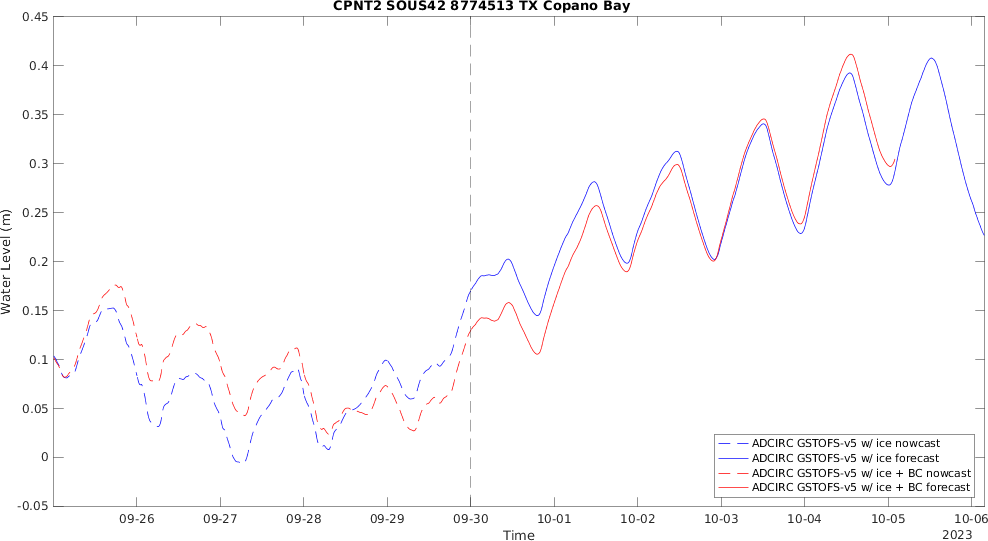 CPNT2 SOUS42 8774513 TX Copano Bay
0.45
0.4
0.35
0.3
0.25
0.2
0.15
0.1
0.05
0
-0.05
Water Level (m)
ADCIRC GSTOFS-v5 w/ ice nowcast
ADCIRC GSTOFS-v5 w/ ice forecast
ADCIRC GSTOFS-v5 w/ ice + BC nowcast
ADCIRC GSTOFS-v5 w/ ice + BC forecast
09-26 09-27 09-28 09-29 09-30 10-01 10-02 10-03 10-04 10-05 10-06
Time
2023